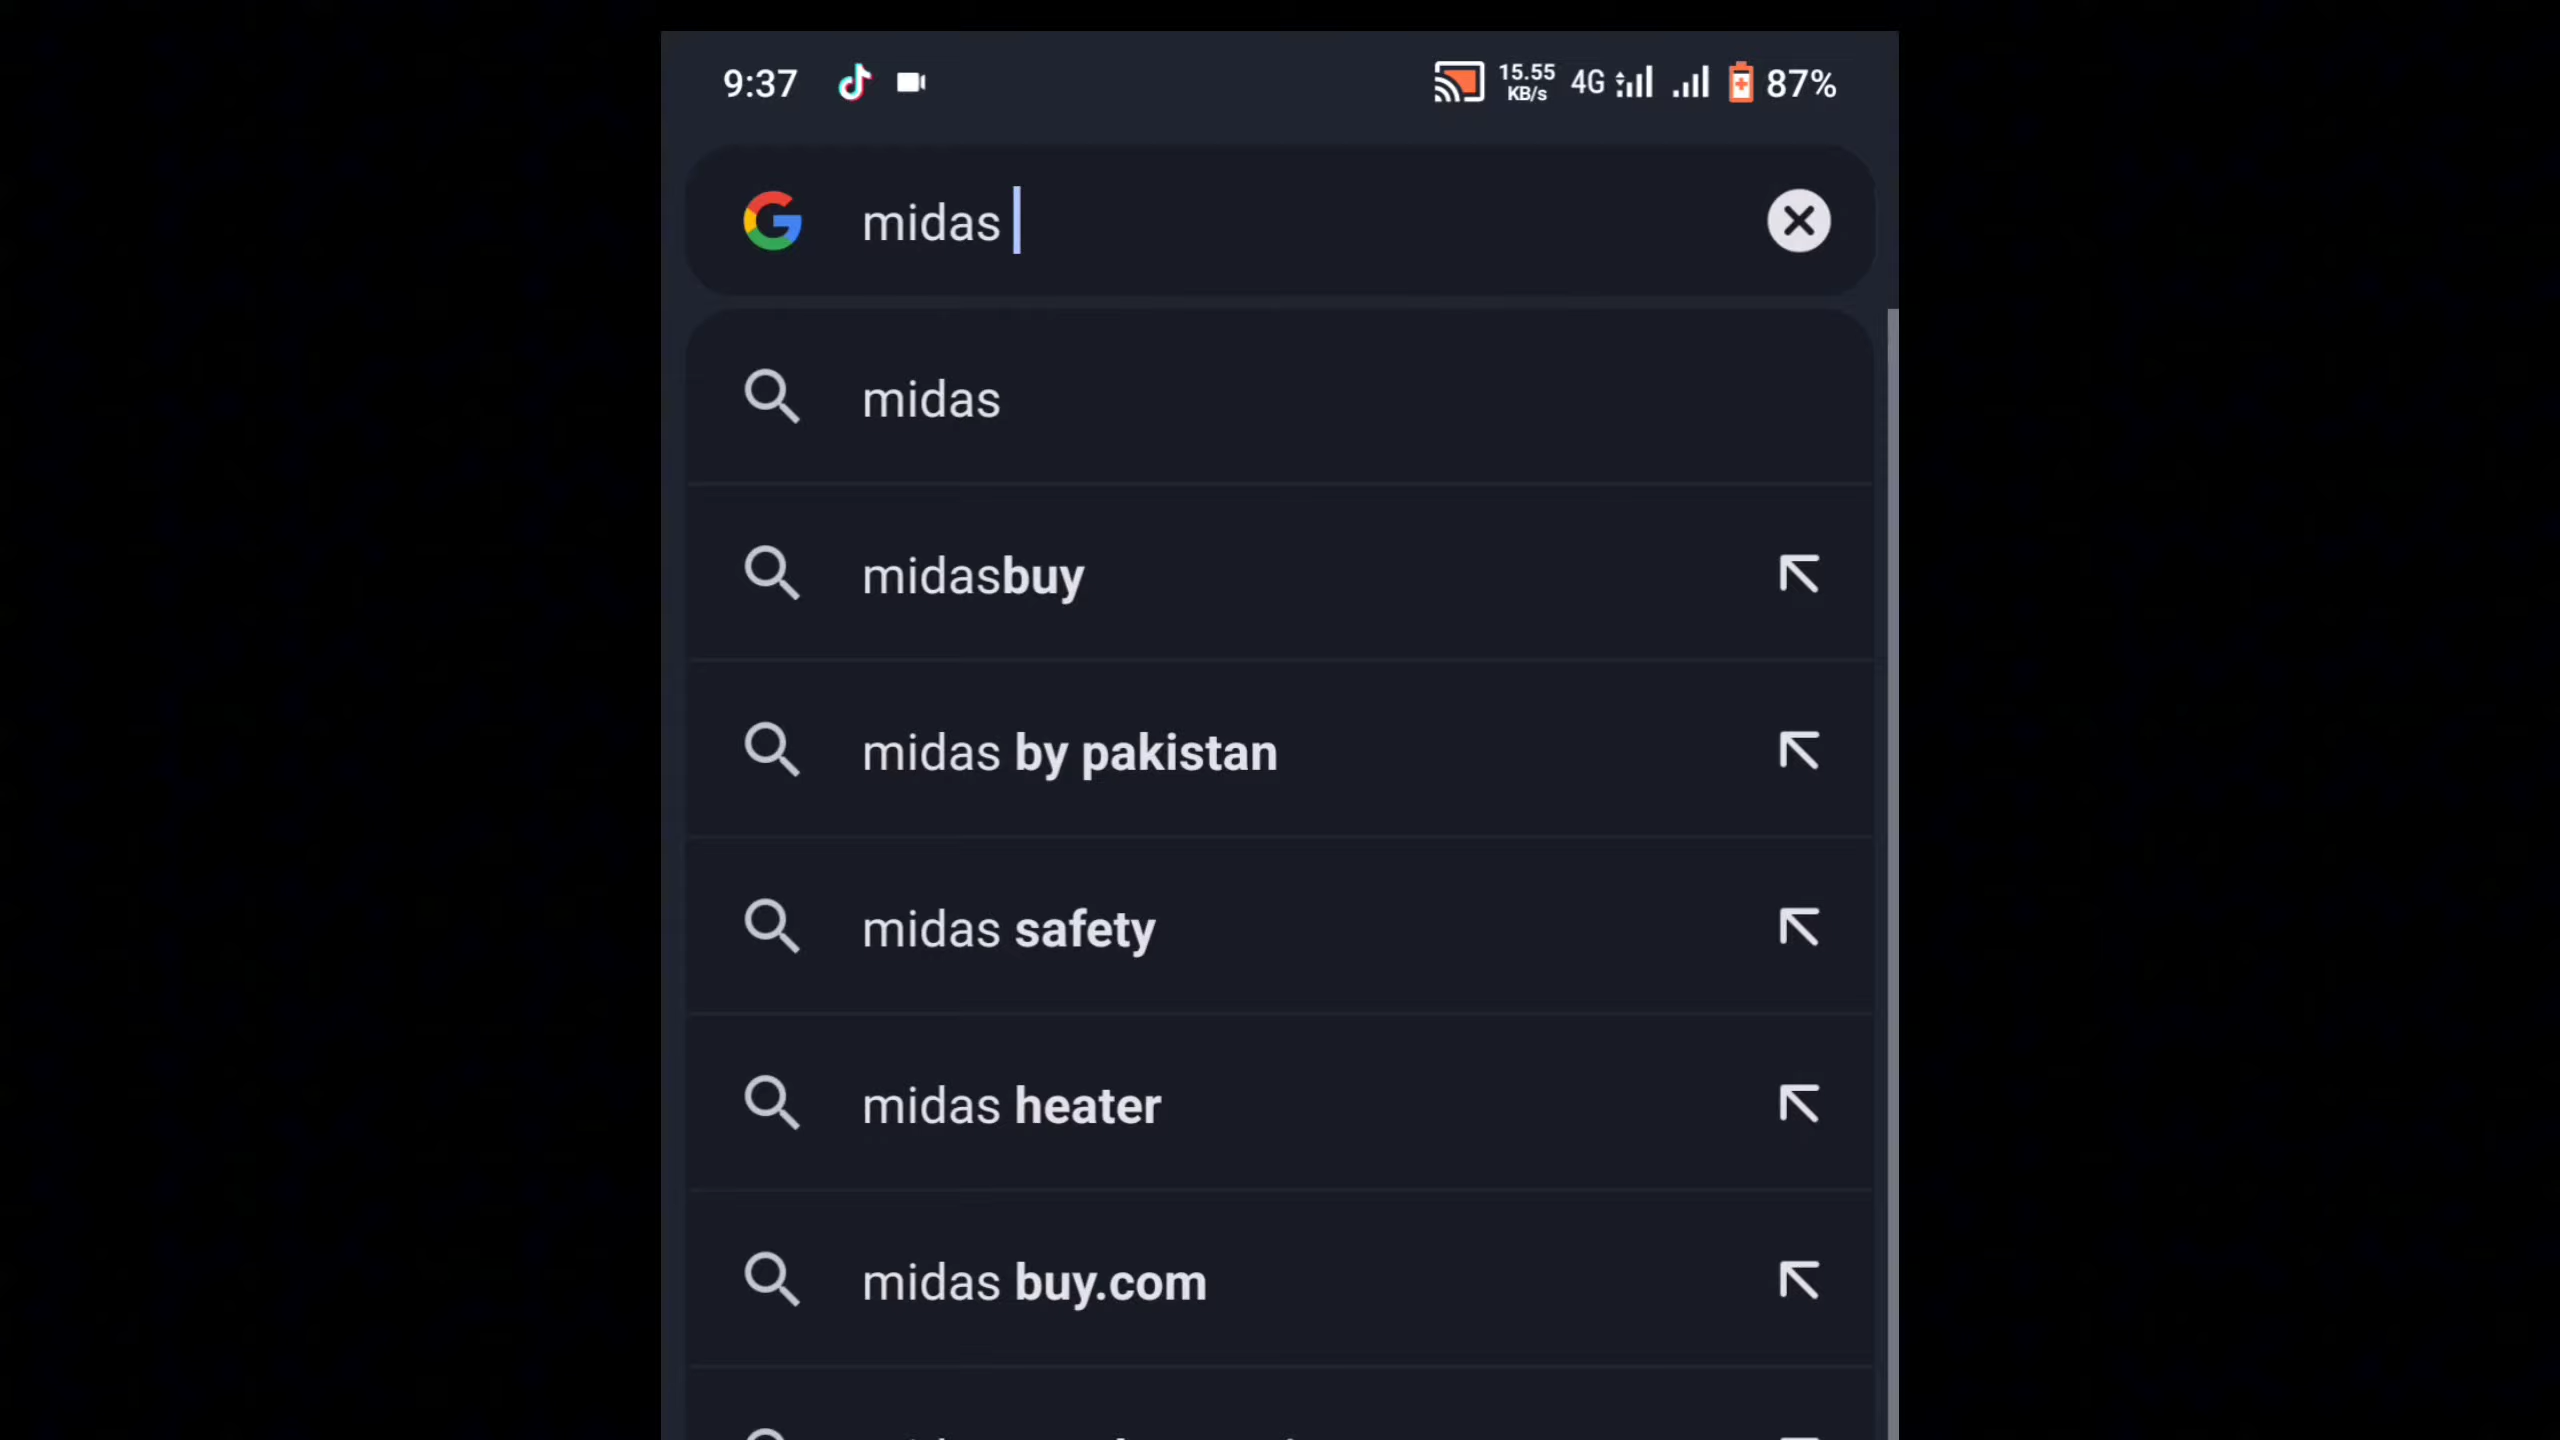 9:37 15.55 KB/s 4G 87%
midas
midas
midasbuy
midas by pakistan
midas safety
midas heater
midas buy.com